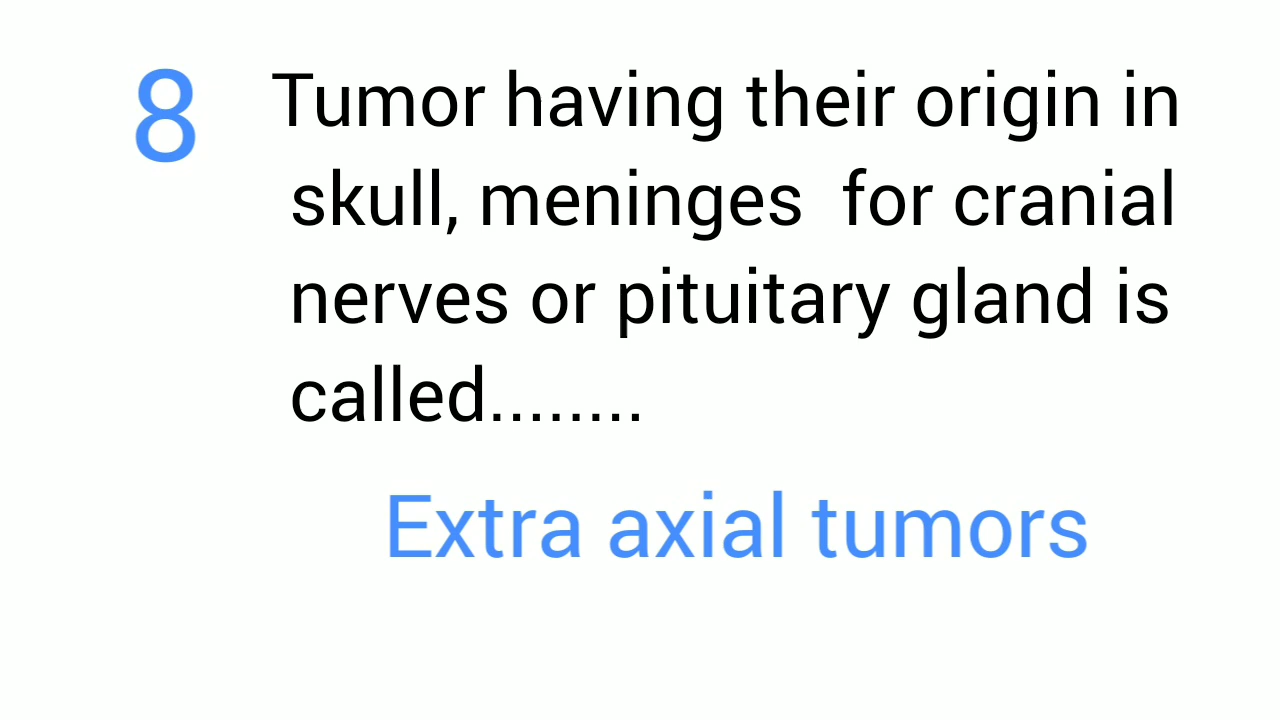 8 Tumor having their origin in
skull, meninges for cranial
nerves or pituitary gland is
called........
Extra axial tumors